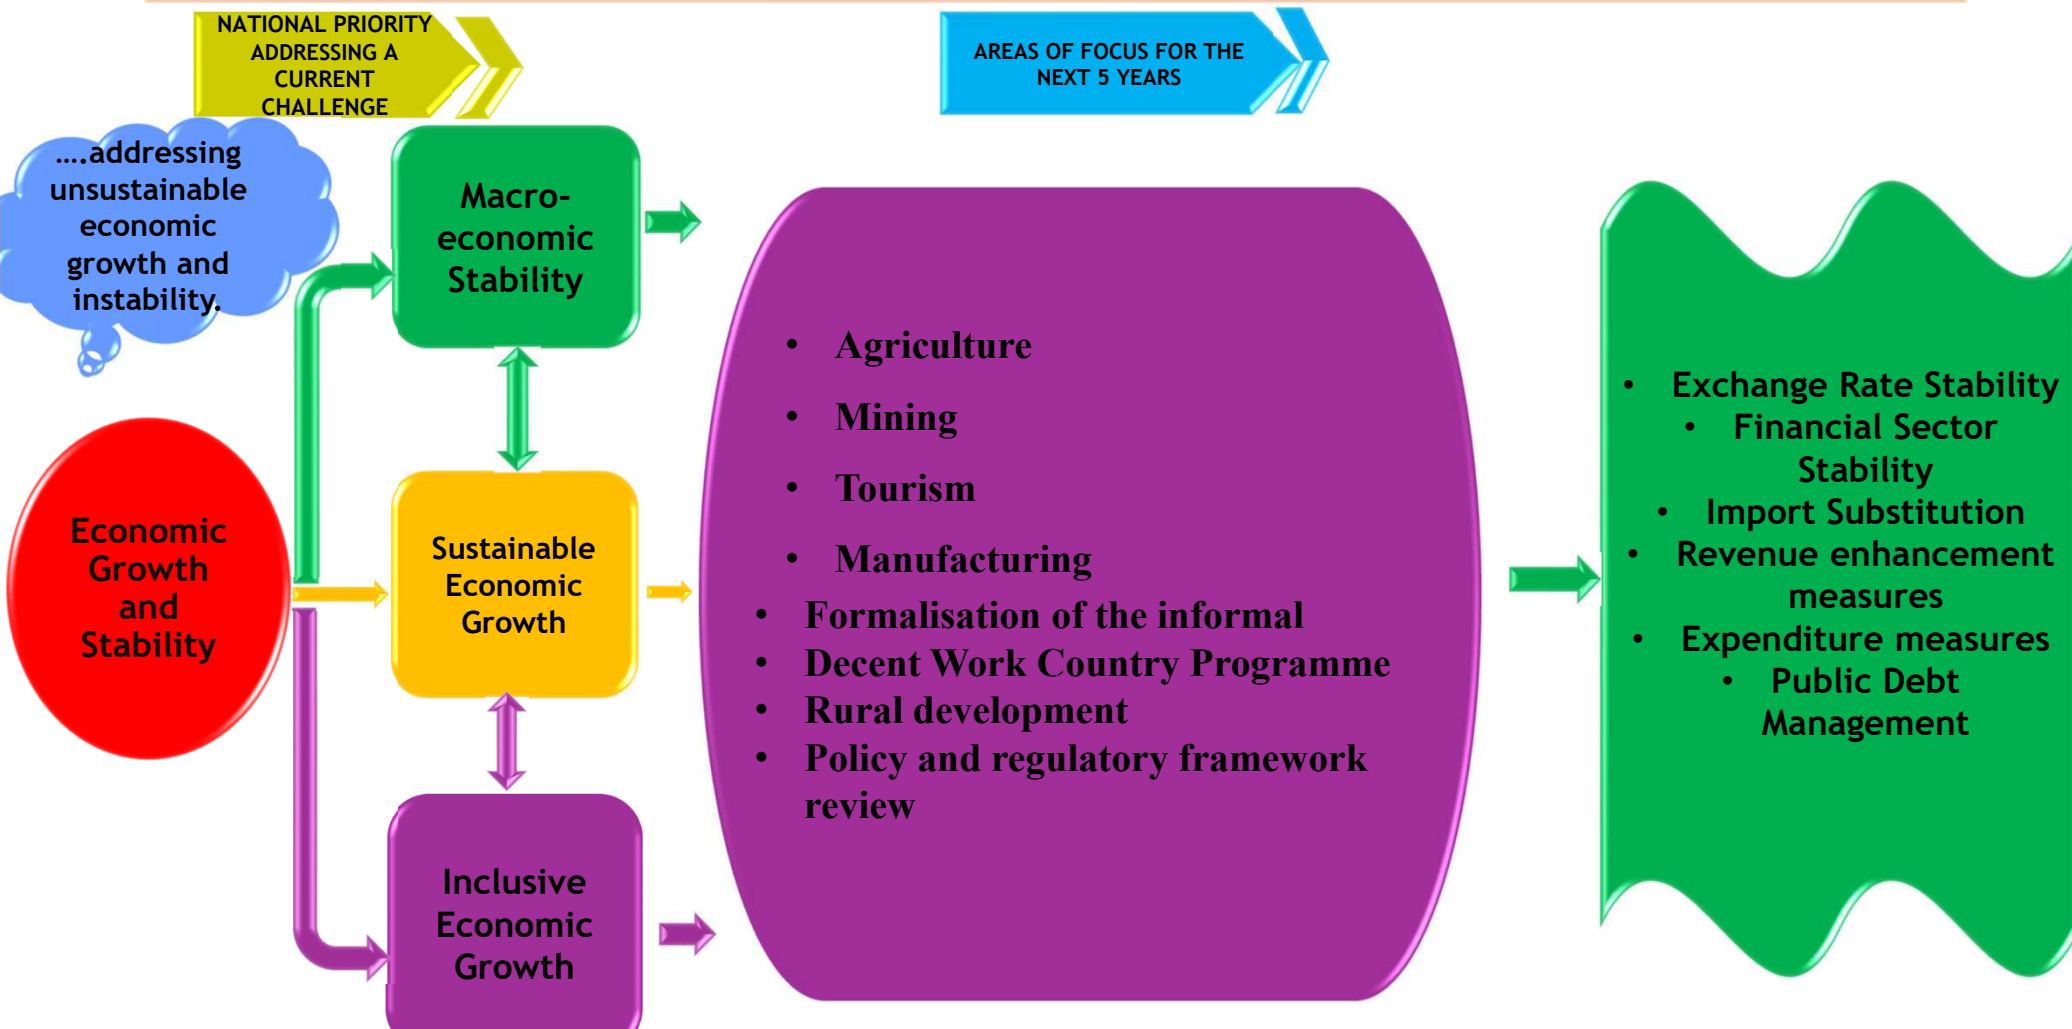 NATIONAL PRIORITY
ADDRESSING A
CURRENT
CHALLENGE
AREAS OF FOCUS FOR THE
NEXT 5 YEARS
….addressing
unsustainable
economic
growth and
instability.
Economic
Growth
and
Stability
Macro-
economic
Stability
Sustainable
Economic
Growth
Inclusive
Economic
Growth
• Agriculture
• Mining
• Tourism
• Manufacturing
• Formalisation of the informal
• Decent Work Country Programme
• Rural development
• Policy and regulatory framework
review
• Exchange Rate Stability
• Financial Sector
Stability
• Import Substitution
• Revenue enhancement
measures
• Expenditure measures
• Public Debt
Management